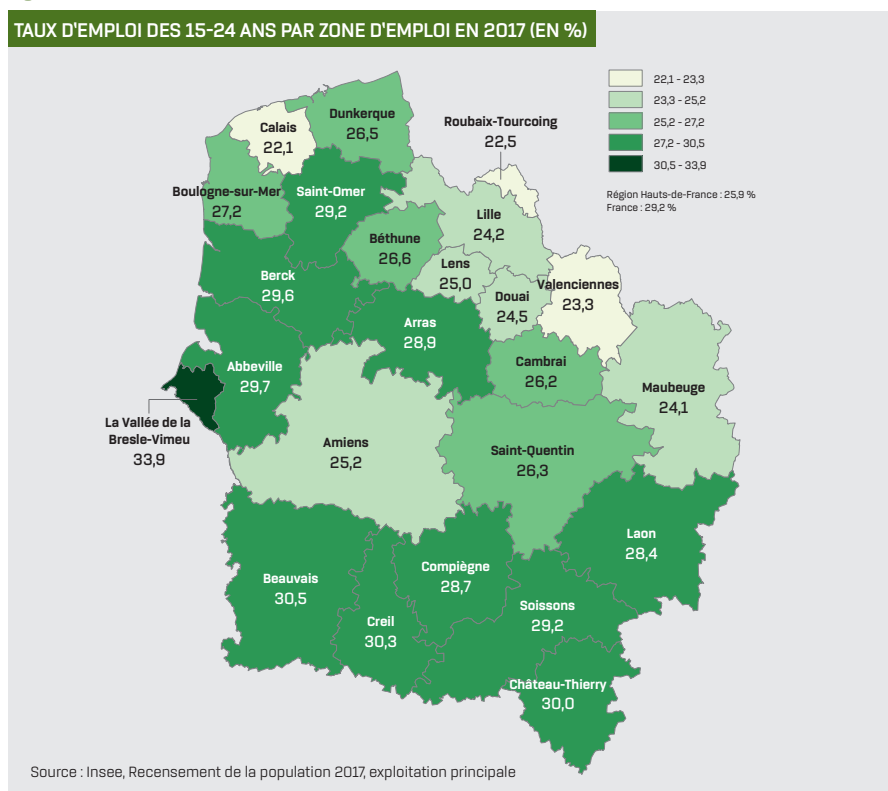 TAUX D'EMPLOI DES 15-24 ANS PAR ZONE D'EMPLOI EN 2017 (EN %)
22,1 - 23,3
23,3 - 25,2
25,2 - 27,2
27,2 - 30,5
30,5 - 33,9
Région Hauts-de-France : 25,9 %
France : 29,2 %
Dunkerque
26,5
Calais
22,1
Roubaix-Tourcoing
22,5
Boulogne-sur-Mer
27,2
Saint-Omer
29,2
Lille
24,2
Béthune
26,6
Lens
25,0
Berck
29,6
Douai
24,5
Valenciennes
23,3
Arras
28,9
Cambrai
26,2
Abbeville
29,7
Maubeuge
24,1
La Vallée de la
Bresle-Vimeu
33,9
Amiens
25,2
Saint-Quentin
26,3
Laon
28,4
Beauvais
30,5
Compiègne
28,7
Creil
30,3
Soissons
29,2
Château-Thierry
30,0
Source : Insee, Recensement de la population 2017, exploitation principale